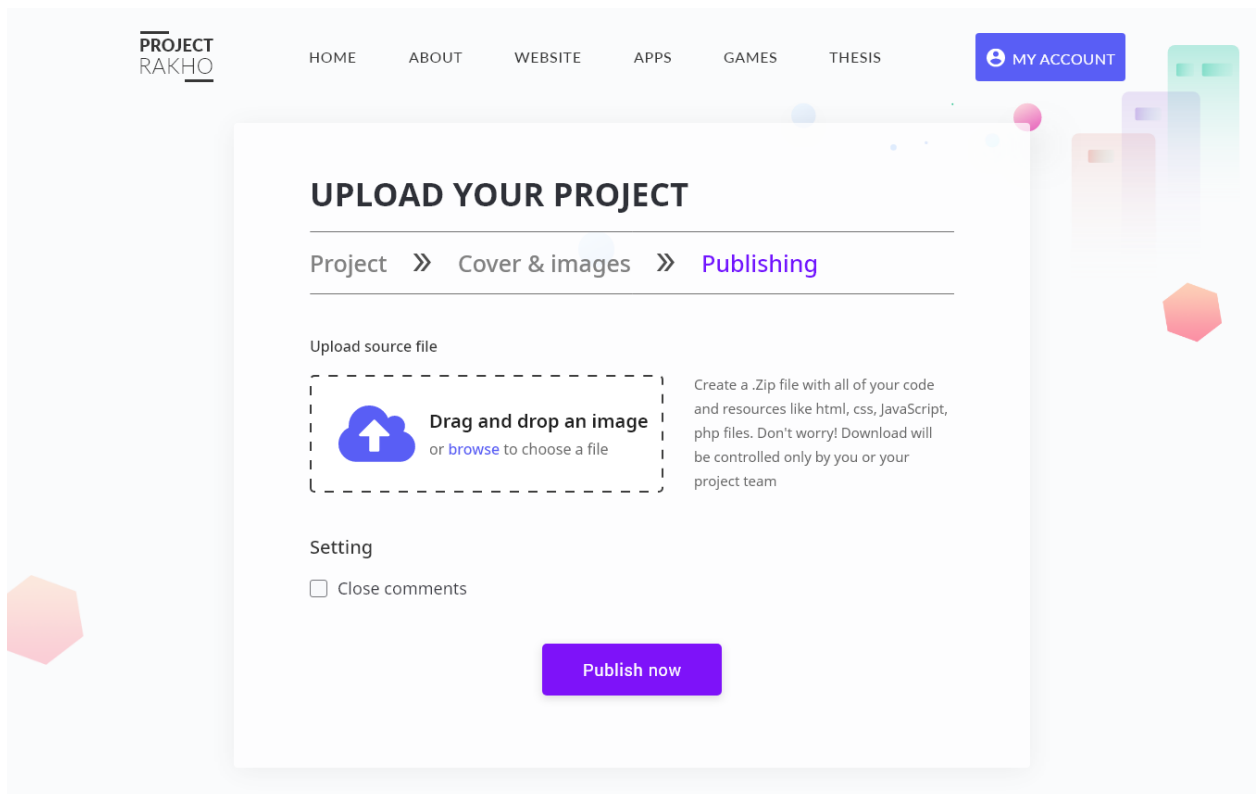 PROJECT
RAKHO
HOME ABOUT WEBSITE APPS GAMES THESIS MY ACCOUNT
UPLOAD YOUR PROJECT
Project » Cover & images » Publishing
Upload source file
Drag and drop an image
or browse to choose a file
Create a .Zip file with all of your code
and resources like html, css, JavaScript,
php files. Don't worry! Download will
be controlled only by you or your
project team
Setting
Close comments
Publish now